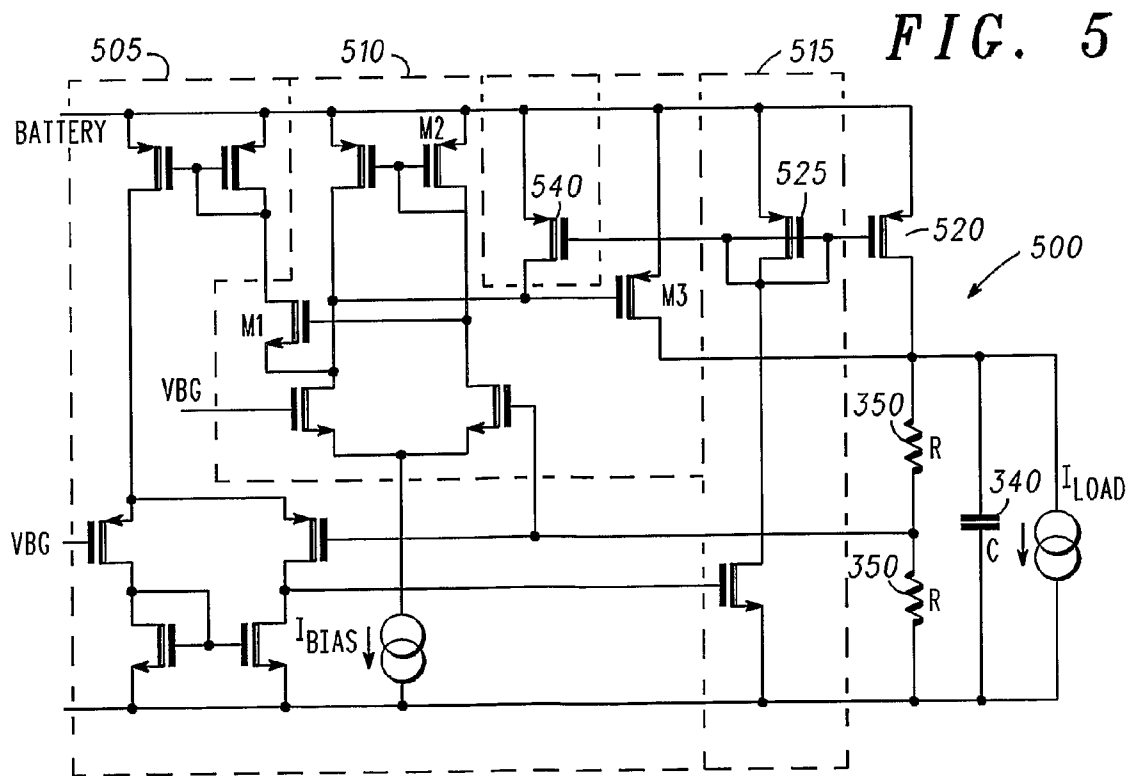 FIG. 5
505
510
515
BATTERY
M2
540
525
520
500
M1
M3
VBG
350
R
340
I LOAD
VBG
C
350
R
I BIAS